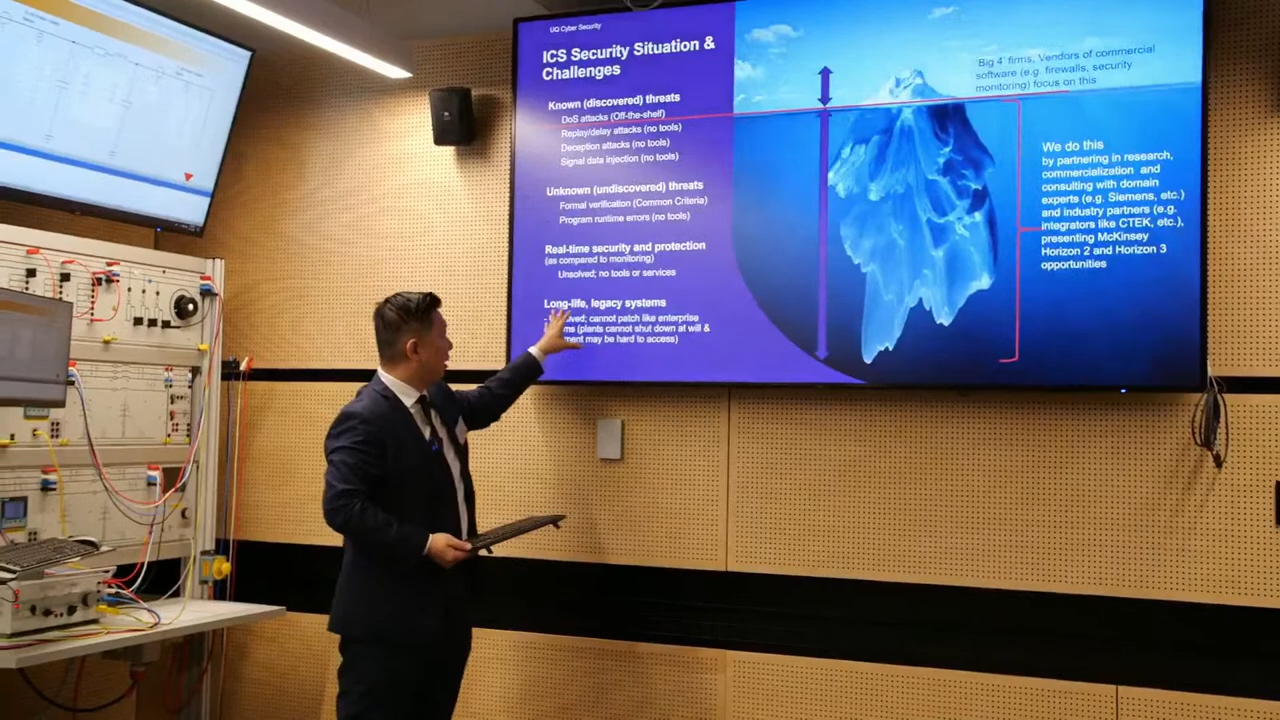 UQ Cyber Security
ICS Security Situation &
Challenges
Known (discovered) threats
DoS attacks (Off-the-shelf)
Replay/delay attacks (no tools)
Deception attacks (no tools)
Signal data injection (no tools)
Unknown (undiscovered) threats
Formal verification (Common Criteria)
Program runtime errors (no tools)
Real-time security and protection
(as compared to monitoring)
Unsolved; no tools or services
Long-life, legacy systems
cannot patch like enterprise
(plants cannot shut down at will &
may be hard to access)
'Big 4' firms, Vendors of commercial
software (e.g. firewalls, security
monitoring) focus on this
We do this
by partnering in research,
commercialization and
consulting with domain
experts (e.g. Siemens, etc.)
and industry partners (e.g.
integrators like CTEK, etc.),
presenting McKinsey
Horizon 2 and Horizon 3
opportunities